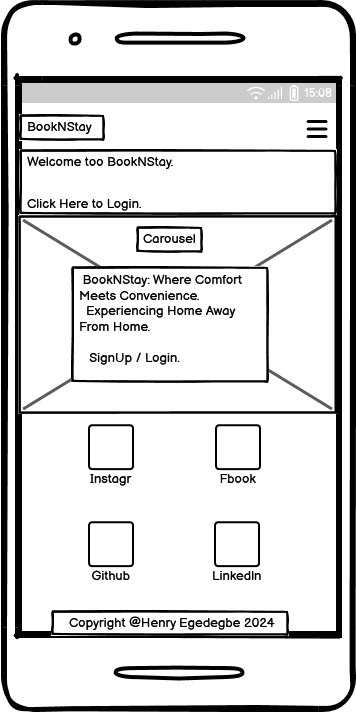 15:08
BookNStay
Welcome too BookNStay.
Click Here to Login.
Carousel
BookNStay: Where Comfort
Meets Convenience.
Experiencing Home Away
From Home.
SignUp / Login.
Instagr
Fbook
Github
LinkedIn
Copyright @Henry Egedegbe 2024